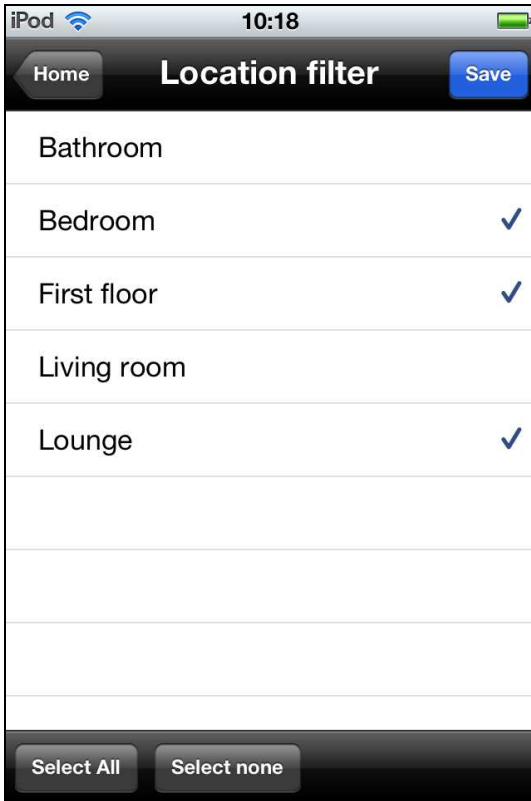 iPod 10:18
Home Location filter Save
Bathroom
Bedroom
First floor
Living room
Lounge
Select All Select none